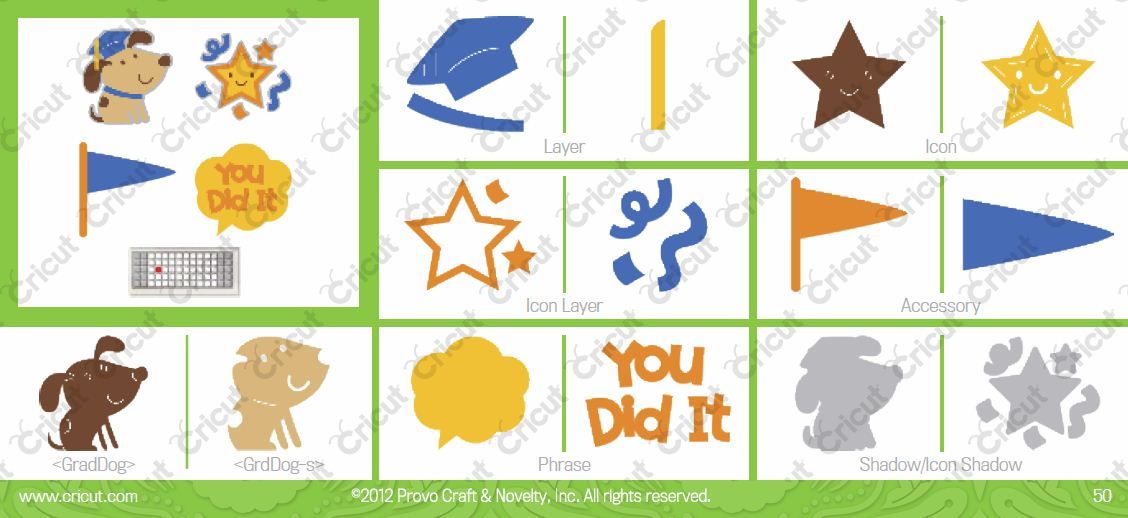 You
Did It
Layer
Icon
Icon Layer
Accessory
You
Did It
<GradDog>
<GrdDog-s>
Phrase
Shadow/Icon Shadow
www.cricut.com
©2012 Provo Craft & Novelty, Inc. All rights reserved.
50
Cricut